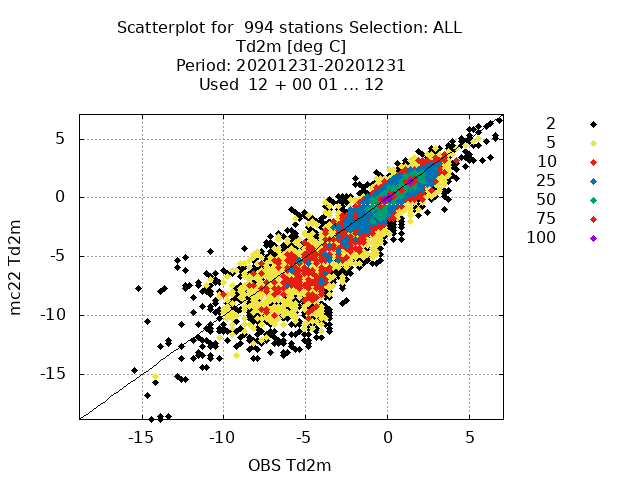 Scatterplot for  994 stations Selection: ALL
Td2m [deg C]
Period: 20201231-20201231
Used  12 + 00 01 ... 12
2
5
10
25
50
75
100
5
0
-5
-10
-15
mc22 Td2m
-15
-10
-5
0
5
OBS Td2m